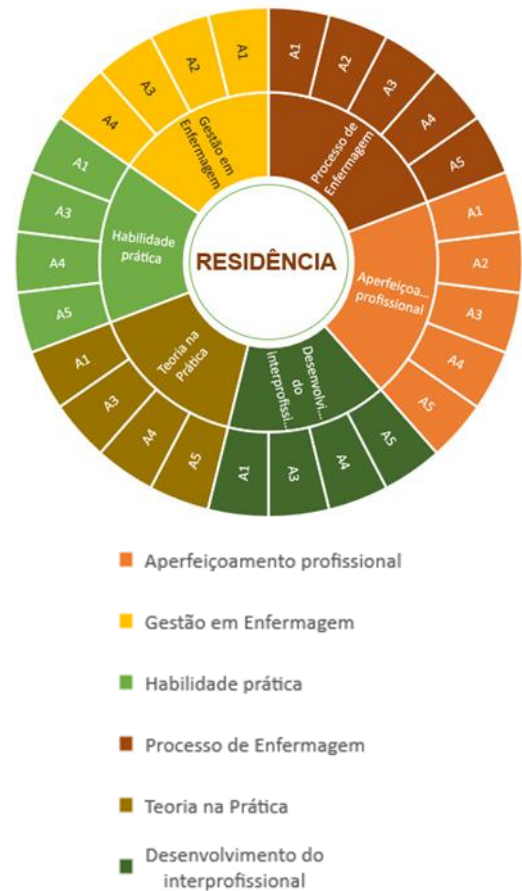 RESIDÊNCIA
Processo de
Enfermagem
A1
A2
A3
A4
A5
Aperfeiçoa...
profissional
A1
A2
A3
A4
A5
Desenvolvi...
do
interprofissi...
A5
A4
A3
A1
Teoria na
Prática
A5
A4
A3
A1
Habilidade
prática
A5
A4
A3
A1
Gestão em
Enfermagem
A4
A3
A2
A1
Aperfeiçoamento profissional
Gestão em Enfermagem
Habilidade prática
Processo de Enfermagem
Teoria na Prática
Desenvolvimento do
interprofissional